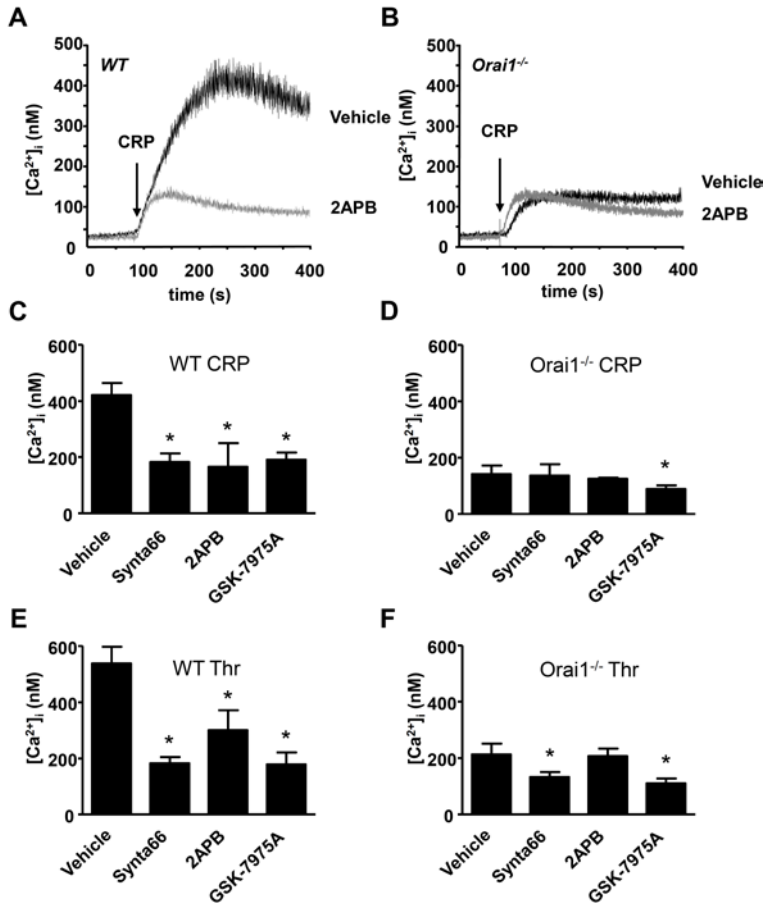 A
500
400
300
200
100
0
[Ca²⁺]ᵢ (nM)
WT
CRP
Vehicle
2APB
0 100 200 300 400
time (s)
B
500
400
300
200
100
0
[Ca²⁺]ᵢ (nM)
Orai1⁻/⁻
CRP
Vehicle
2APB
0 100 200 300 400
time (s)
C
600
400
200
0
[Ca²⁺]ᵢ (nM)
WT CRP
* * *
Vehicle
Synta66
2APB
GSK-7975A
D
600
400
200
0
[Ca²⁺]ᵢ (nM)
Orai1⁻/⁻ CRP
*
Vehicle
Synta66
2APB
GSK-7975A
E
600
400
200
0
[Ca²⁺]ᵢ (nM)
WT Thr
* * *
Vehicle
Synta66
2APB
GSK-7975A
F
600
400
200
0
[Ca²⁺]ᵢ (nM)
Orai1⁻/⁻ Thr
* *
Vehicle
Synta66
2APB
GSK-7975A